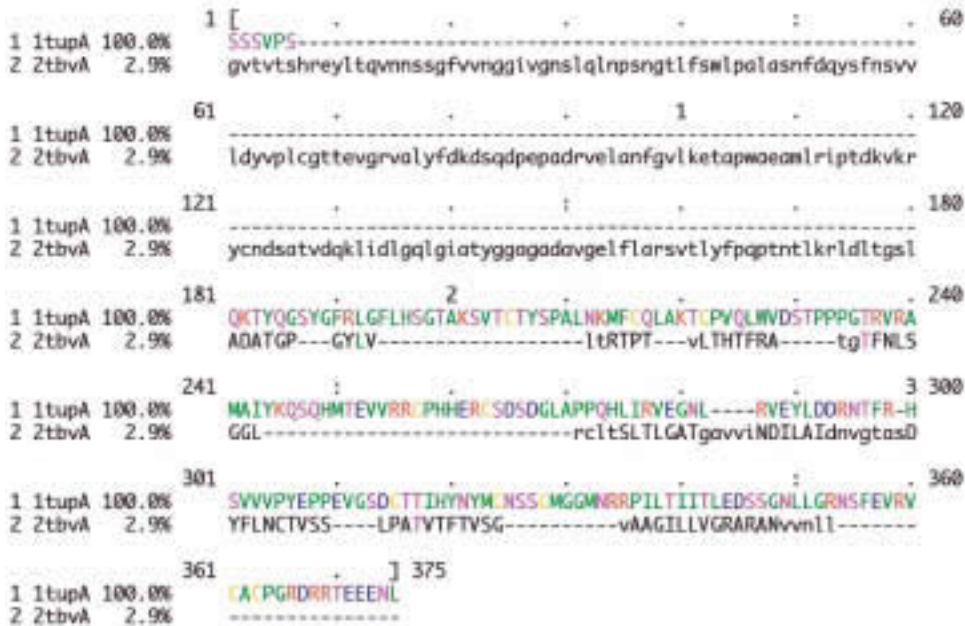 1 [ . . . : . 60
1 1tupA 100.0% SSSVPS------------------------------------------------------
2 2tbvA 2.9% gvtvtshreyltqvnnssgfvvnggivgnslqlnpsngtlfswlpalasnfdqysfnsvv
61 . . . 1 . . 120
1 1tupA 100.0% ------------------------------------------------------------
2 2tbvA 2.9% ldyvplcgttevgrvalyfdkdsqdpepadrvelanfgvlketapwaeamlriptdkvkr
121 . . : . . . 180
1 1tupA 100.0% ------------------------------------------------------------
2 2tbvA 2.9% ycndsatvdqklidlgqlgiatyggagadavgelflarsvtlyfpqptntlkrldltgsl
181 . 2 . . . . 240
1 1tupA 100.0% QKTYQGSYGFRLGFLHSGTAKSVTCTYSPALNKMFCQLAKTCPVQLWVDSTPPPGTRVRA
2 2tbvA 2.9% ADATGP---GYLV------------------ltRTPT---vLTHTFRA-----tgTFNLS
241 : . . . . 3 300
1 1tupA 100.0% MAIYKQSQHMTEVVRRCPHHERCSDSDGLAPPQHLIRVEGNL----RVEYLDDRNTFR-H
2 2tbvA 2.9% GGL---------------------------rcltSLTLGATgavviNDILAIdnvgtasD
301 . . . . : . 360
1 1tupA 100.0% SVVVPYEPPEVGSDCTTIHYNYMCNSSCMGGMNRRPILTIITLEDSSGNLLGRNSFEVRV
2 2tbvA 2.9% YFLNCTVSS----LPATVTFTVSG----------vAAGILLVGRARANvvnll-------
361 . ] 375
1 1tupA 100.0% CACPGRDRRTEEENL
2 2tbvA 2.9% ---------------